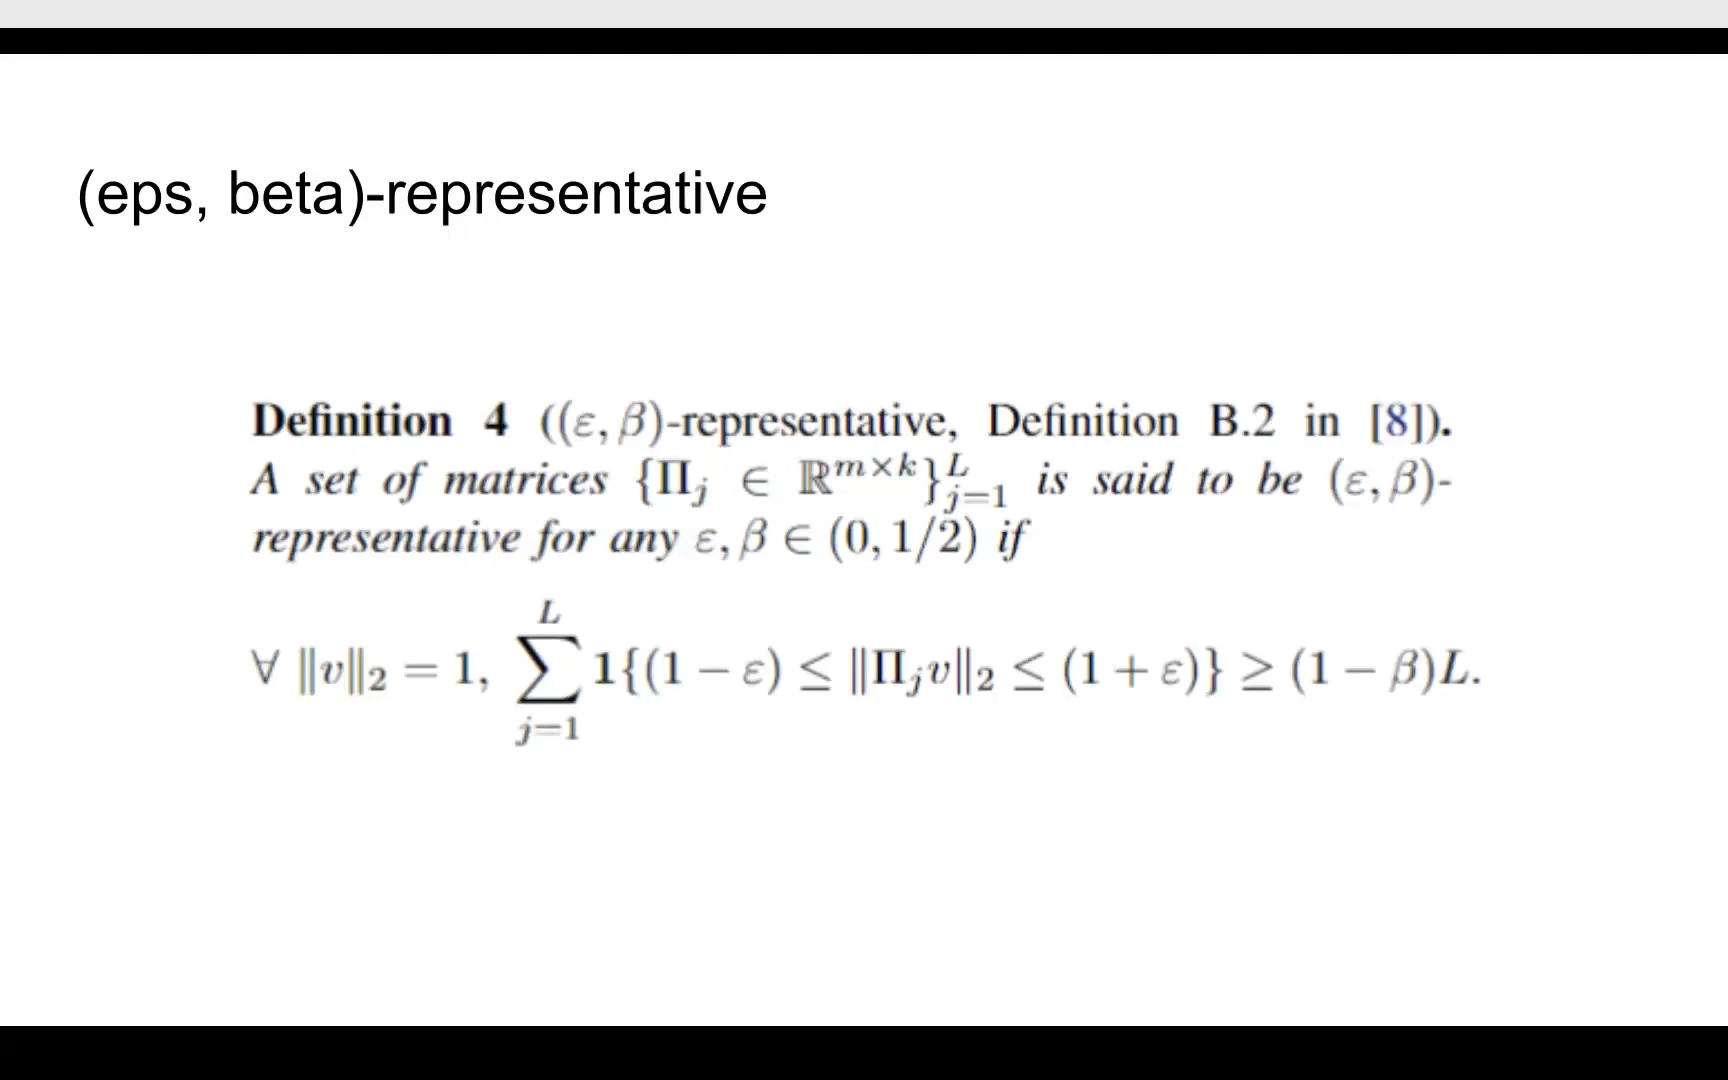 (eps, beta)-representative
Definition 4 ((ε, β)-representative, Definition B.2 in [8]).
A set of matrices {Π_j ∈ ℝ^{m×k}}_{j=1}^L is said to be (ε, β)-
representative for any ε, β ∈ (0, 1/2) if
∀ ‖v‖_2 = 1, ∑_{j=1}^L 1{(1 − ε) ≤ ‖Π_j v‖_2 ≤ (1 + ε)} ≥ (1 − β)L.